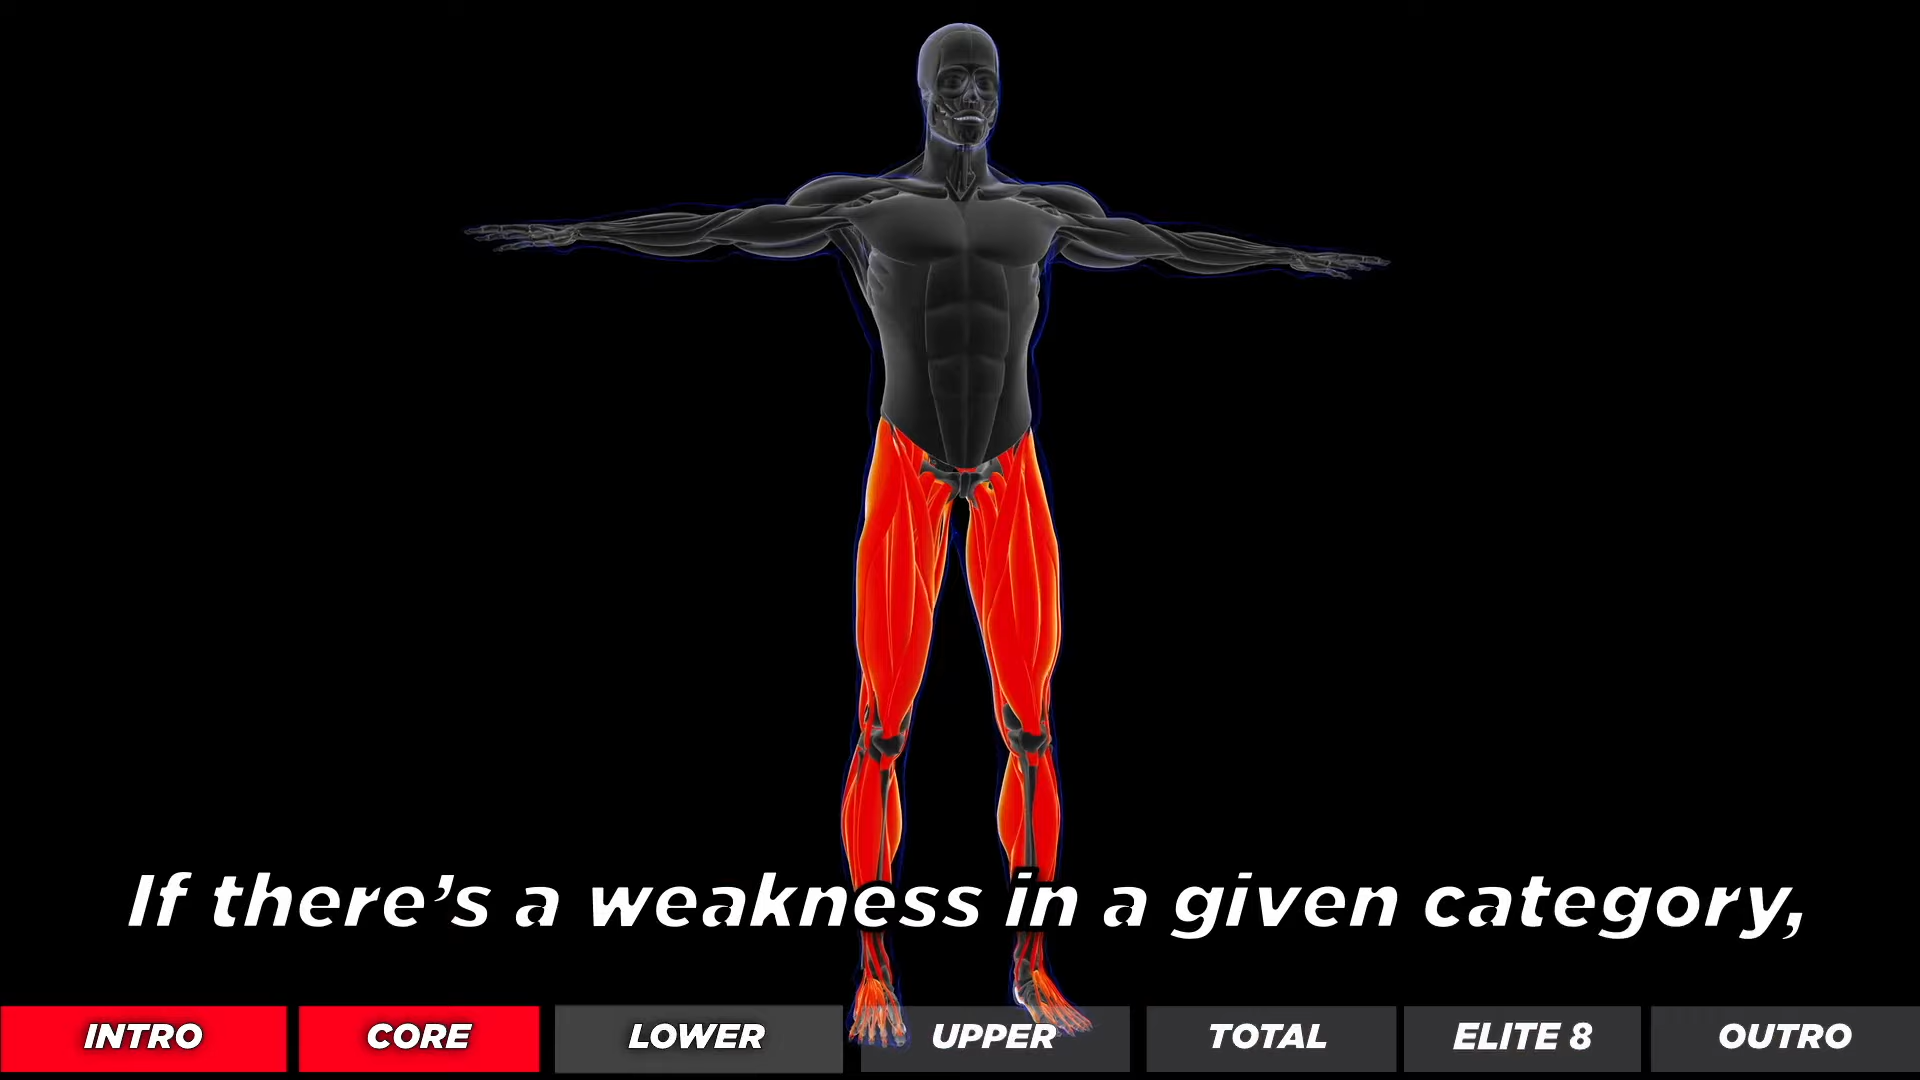 If there's a weakness in a given category,
INTRO
CORE
LOWER
UPPER
TOTAL
ELITE 8
OUTRO